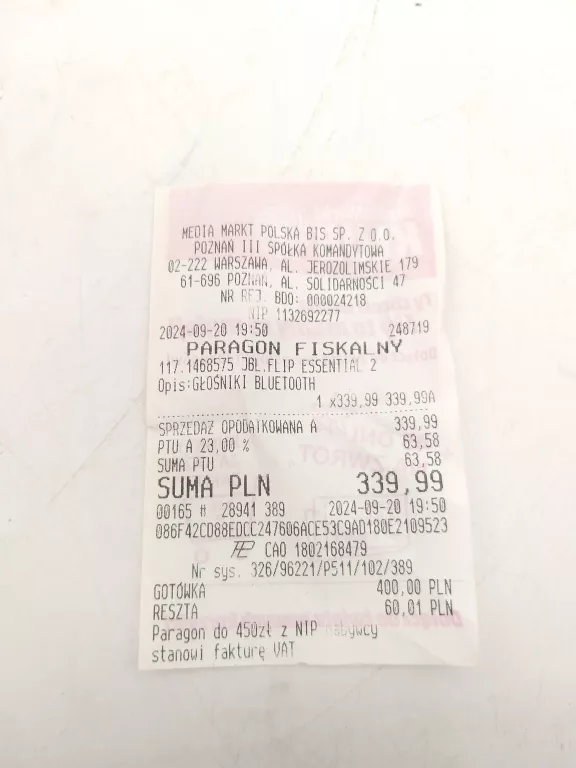 MEDIA MARKT POLSKA BIS SP. Z O.O.
POZNAŃ III SPÓŁKA KOMANDYTOWA
02-222 WARSZAWA, AL. JEROZOLIMSKIE 179
61-696 POZNAŃ, AL. SOLIDARNOŚCI 47
NR REJ. BDO: 000024218
NIP 1132692277
2024-09-20 19:50 248719
PARAGON FISKALNY
117.1468575 JBL.FLIP ESSENTIAL 2
Opis:GŁOŚNIKI BLUETOOTH
1 x339,99 339,99A
SPRZEDAŻ OPODATKOWANA A 339,99
PTU A 23,00 % 63,58
SUMA PTU 63,58
SUMA PLN 339,99
00165 # 28941 389 2024-09-20 19:50
086F42CD88EDCC247606ACE53C9AD180E2109523
CAO 1802168479
Nr sys. 326/96221/P511/102/389
GOTÓWKA 400,00 PLN
RESZTA 60,01 PLN
Paragon do 450zł z NIP nabywcy
stanowi fakturę VAT